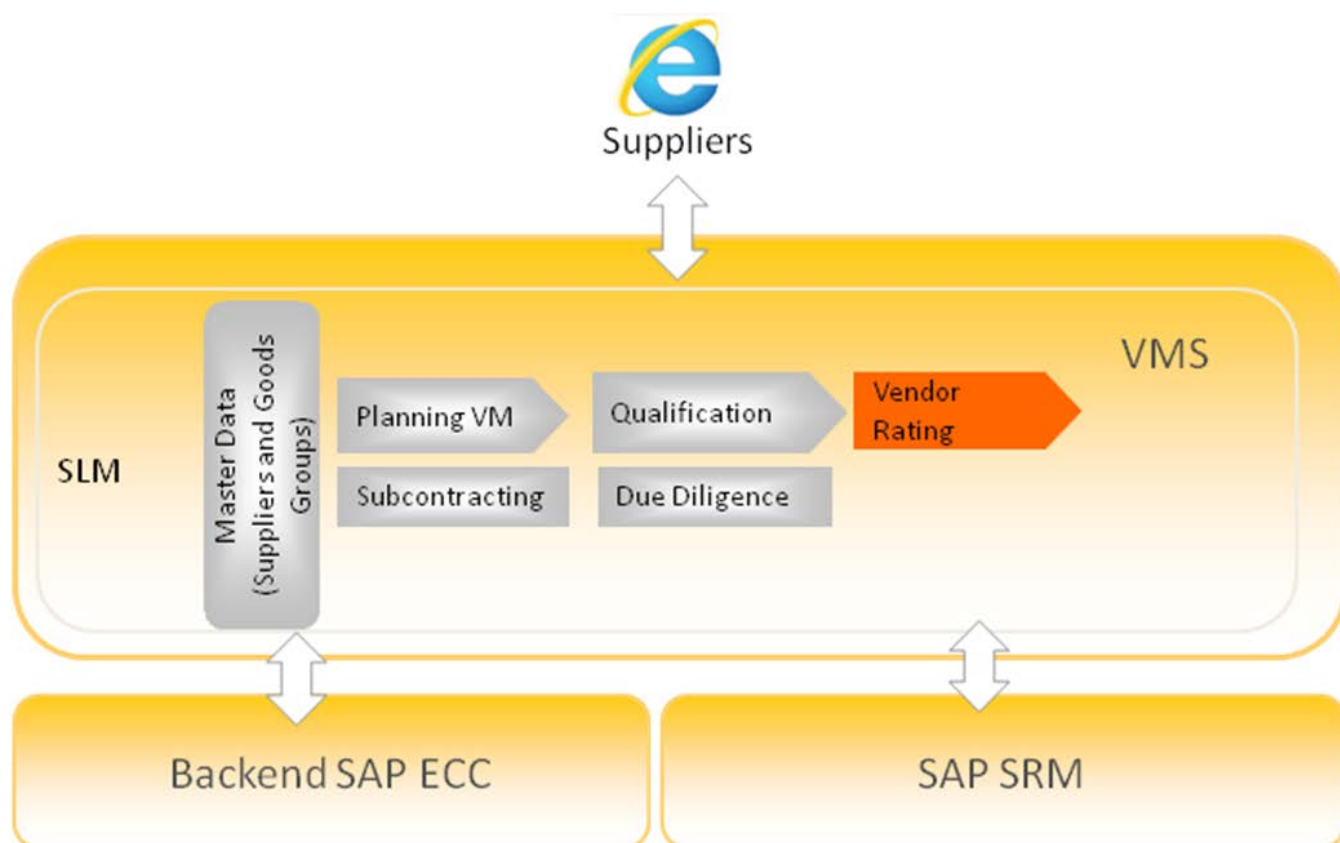 Suppliers
VMS
SLM
Master Data
(Suppliers and Goods
Groups)
Planning VM
Qualification
Vendor
Rating
Subcontracting
Due Diligence
Backend SAP ECC
SAP SRM